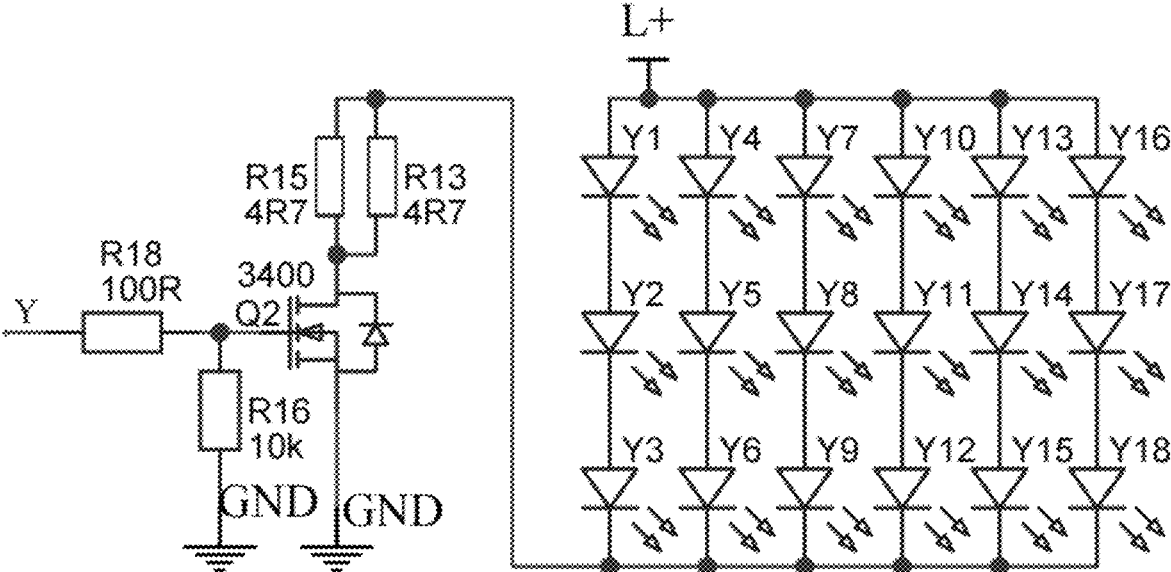 L+
Y1 Y4 Y7 Y10 Y13 Y16
R15
4R7
R13
4R7
R18
100R
3400
Q2
Y
Y2 Y5 Y8 Y11 Y14 Y17
R16
10k
Y3 Y6 Y9 Y12 Y15 Y18
GND
GND